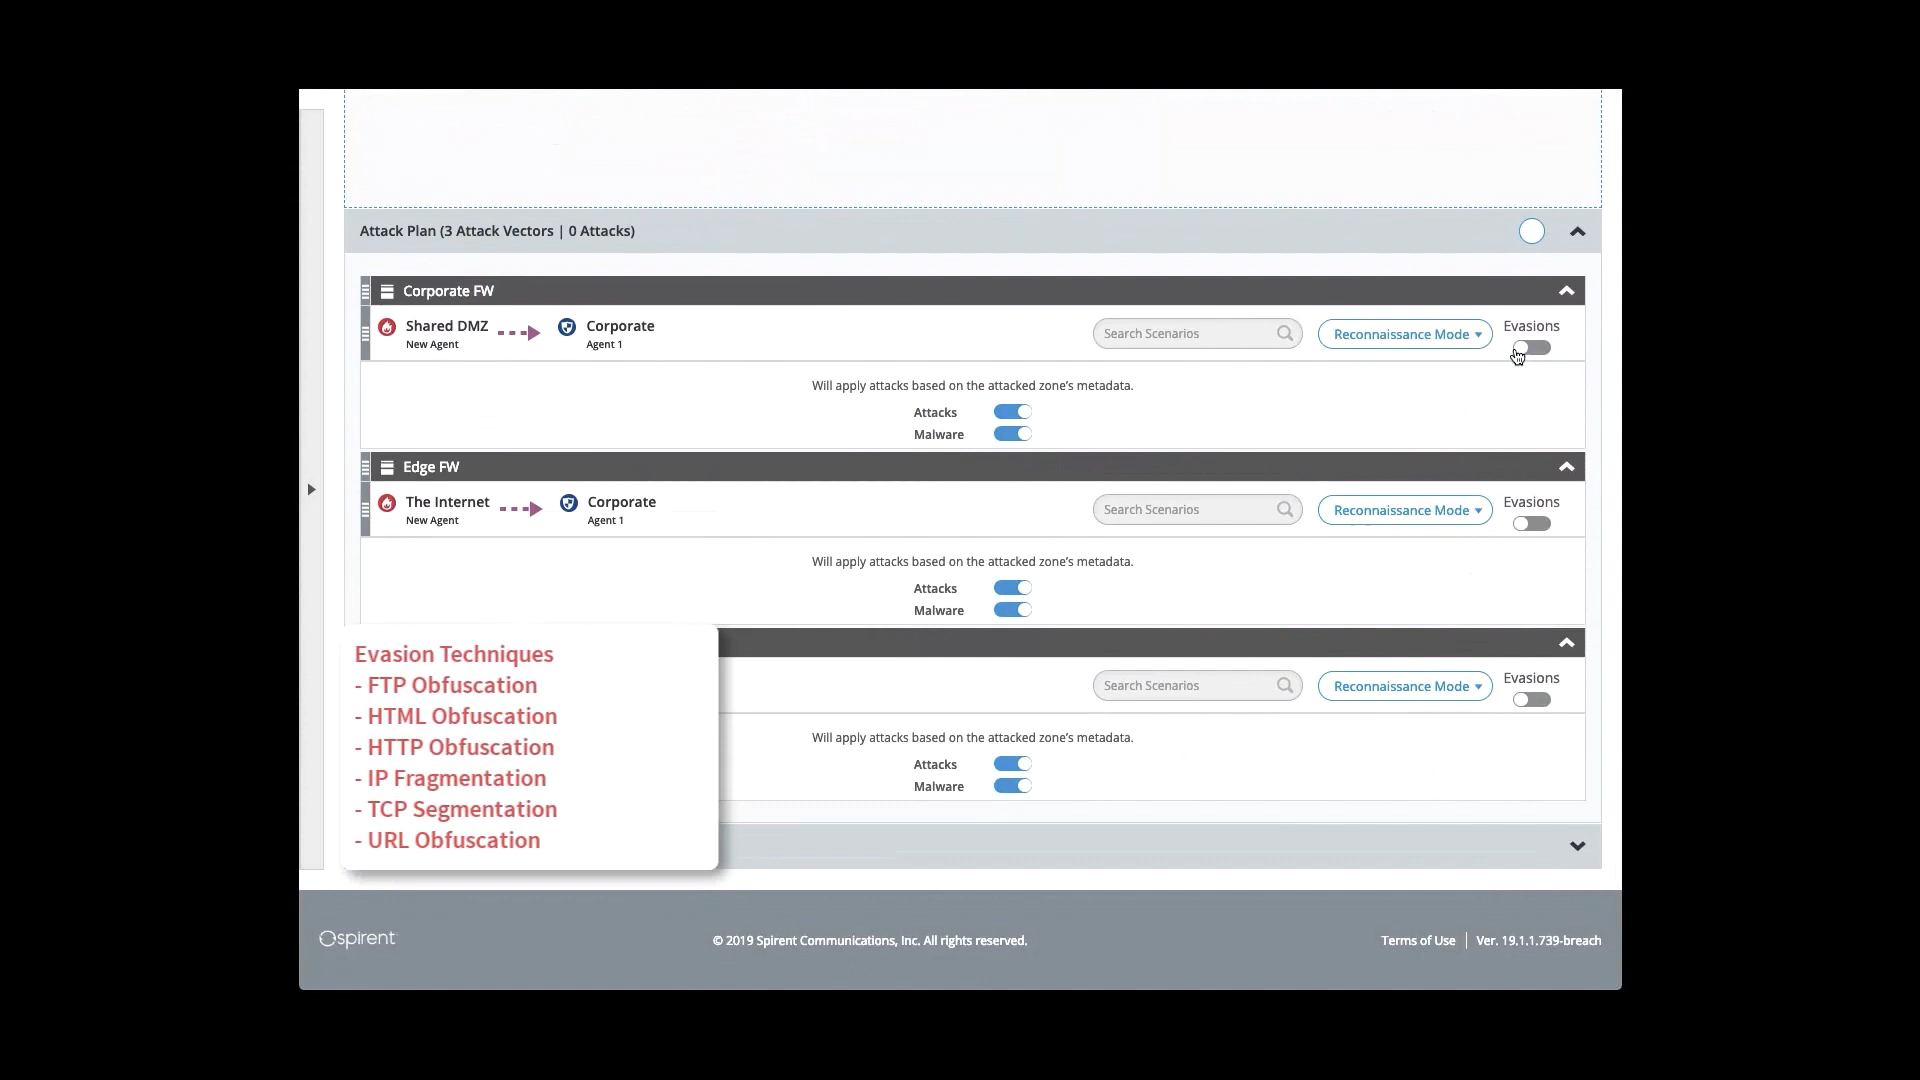 Attack Plan (3 Attack Vectors | 0 Attacks)
Corporate FW
Shared DMZ
New Agent
Corporate
Agent 1
Search Scenarios
Reconnaissance Mode
Evasions
Will apply attacks based on the attacked zone's metadata.
Attacks
Malware
Edge FW
The Internet
New Agent
Corporate
Agent 1
Search Scenarios
Reconnaissance Mode
Evasions
Will apply attacks based on the attacked zone's metadata.
Attacks
Malware
Search Scenarios
Reconnaissance Mode
Evasions
Will apply attacks based on the attacked zone's metadata.
Attacks
Malware
Evasion Techniques
- FTP Obfuscation
- HTML Obfuscation
- HTTP Obfuscation
- IP Fragmentation
- TCP Segmentation
- URL Obfuscation
spirent
© 2019 Spirent Communications, Inc. All rights reserved.
Terms of Use | Ver. 19.1.1.739-breach